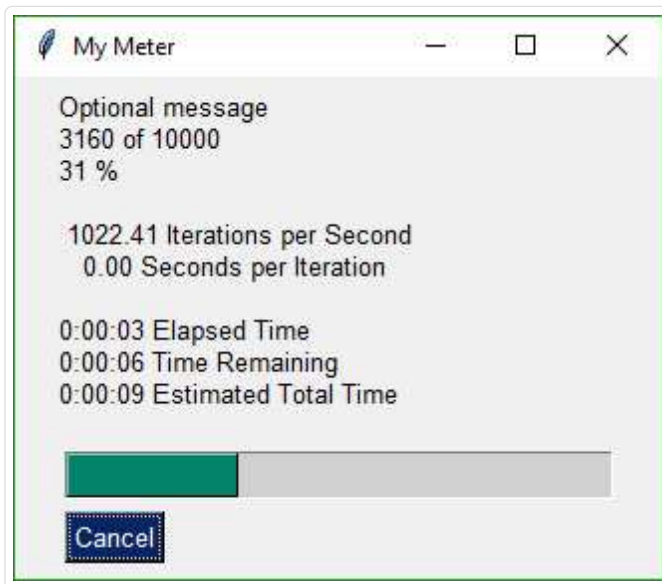 My Meter
Optional message
3160 of 10000
31 %
1022.41 Iterations per Second
0.00 Seconds per Iteration
0:00:03 Elapsed Time
0:00:06 Time Remaining
0:00:09 Estimated Total Time
Cancel